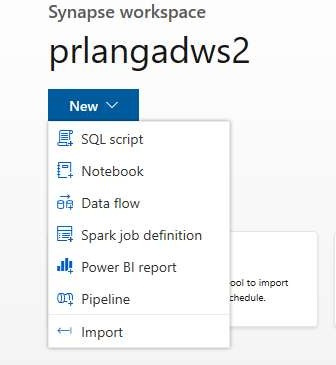 Synapse workspace
prlangadws2
New
SQL script
Notebook
Data flow
Spark job definition
Power BI report
ool to import
Pipeline
chedule.
Import